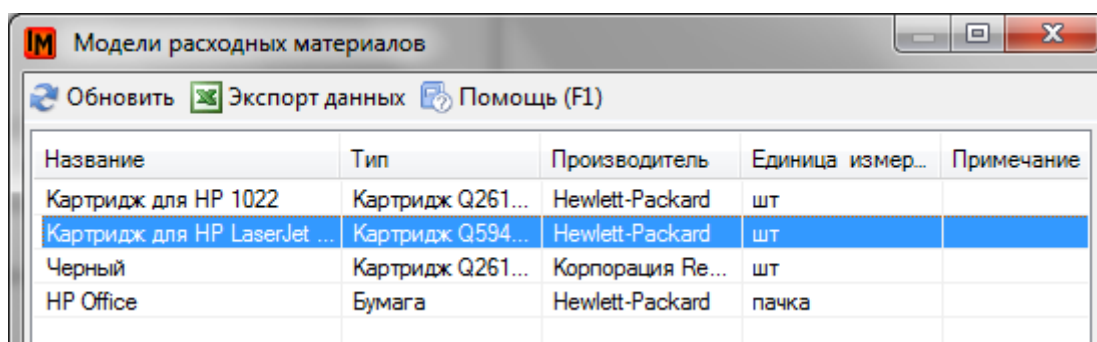 IM Модели расходных материалов
Обновить Экспорт данных Помощь (F1)
Название Тип Производитель Единица измер... Примечание
Картридж для HP 1022 Картридж Q261... Hewlett-Packard шт
Картридж для HP LaserJet ... Картридж Q594... Hewlett-Packard шт
Черный Картридж Q261... Корпорация Re... шт
HP Office Бумага Hewlett-Packard пачка